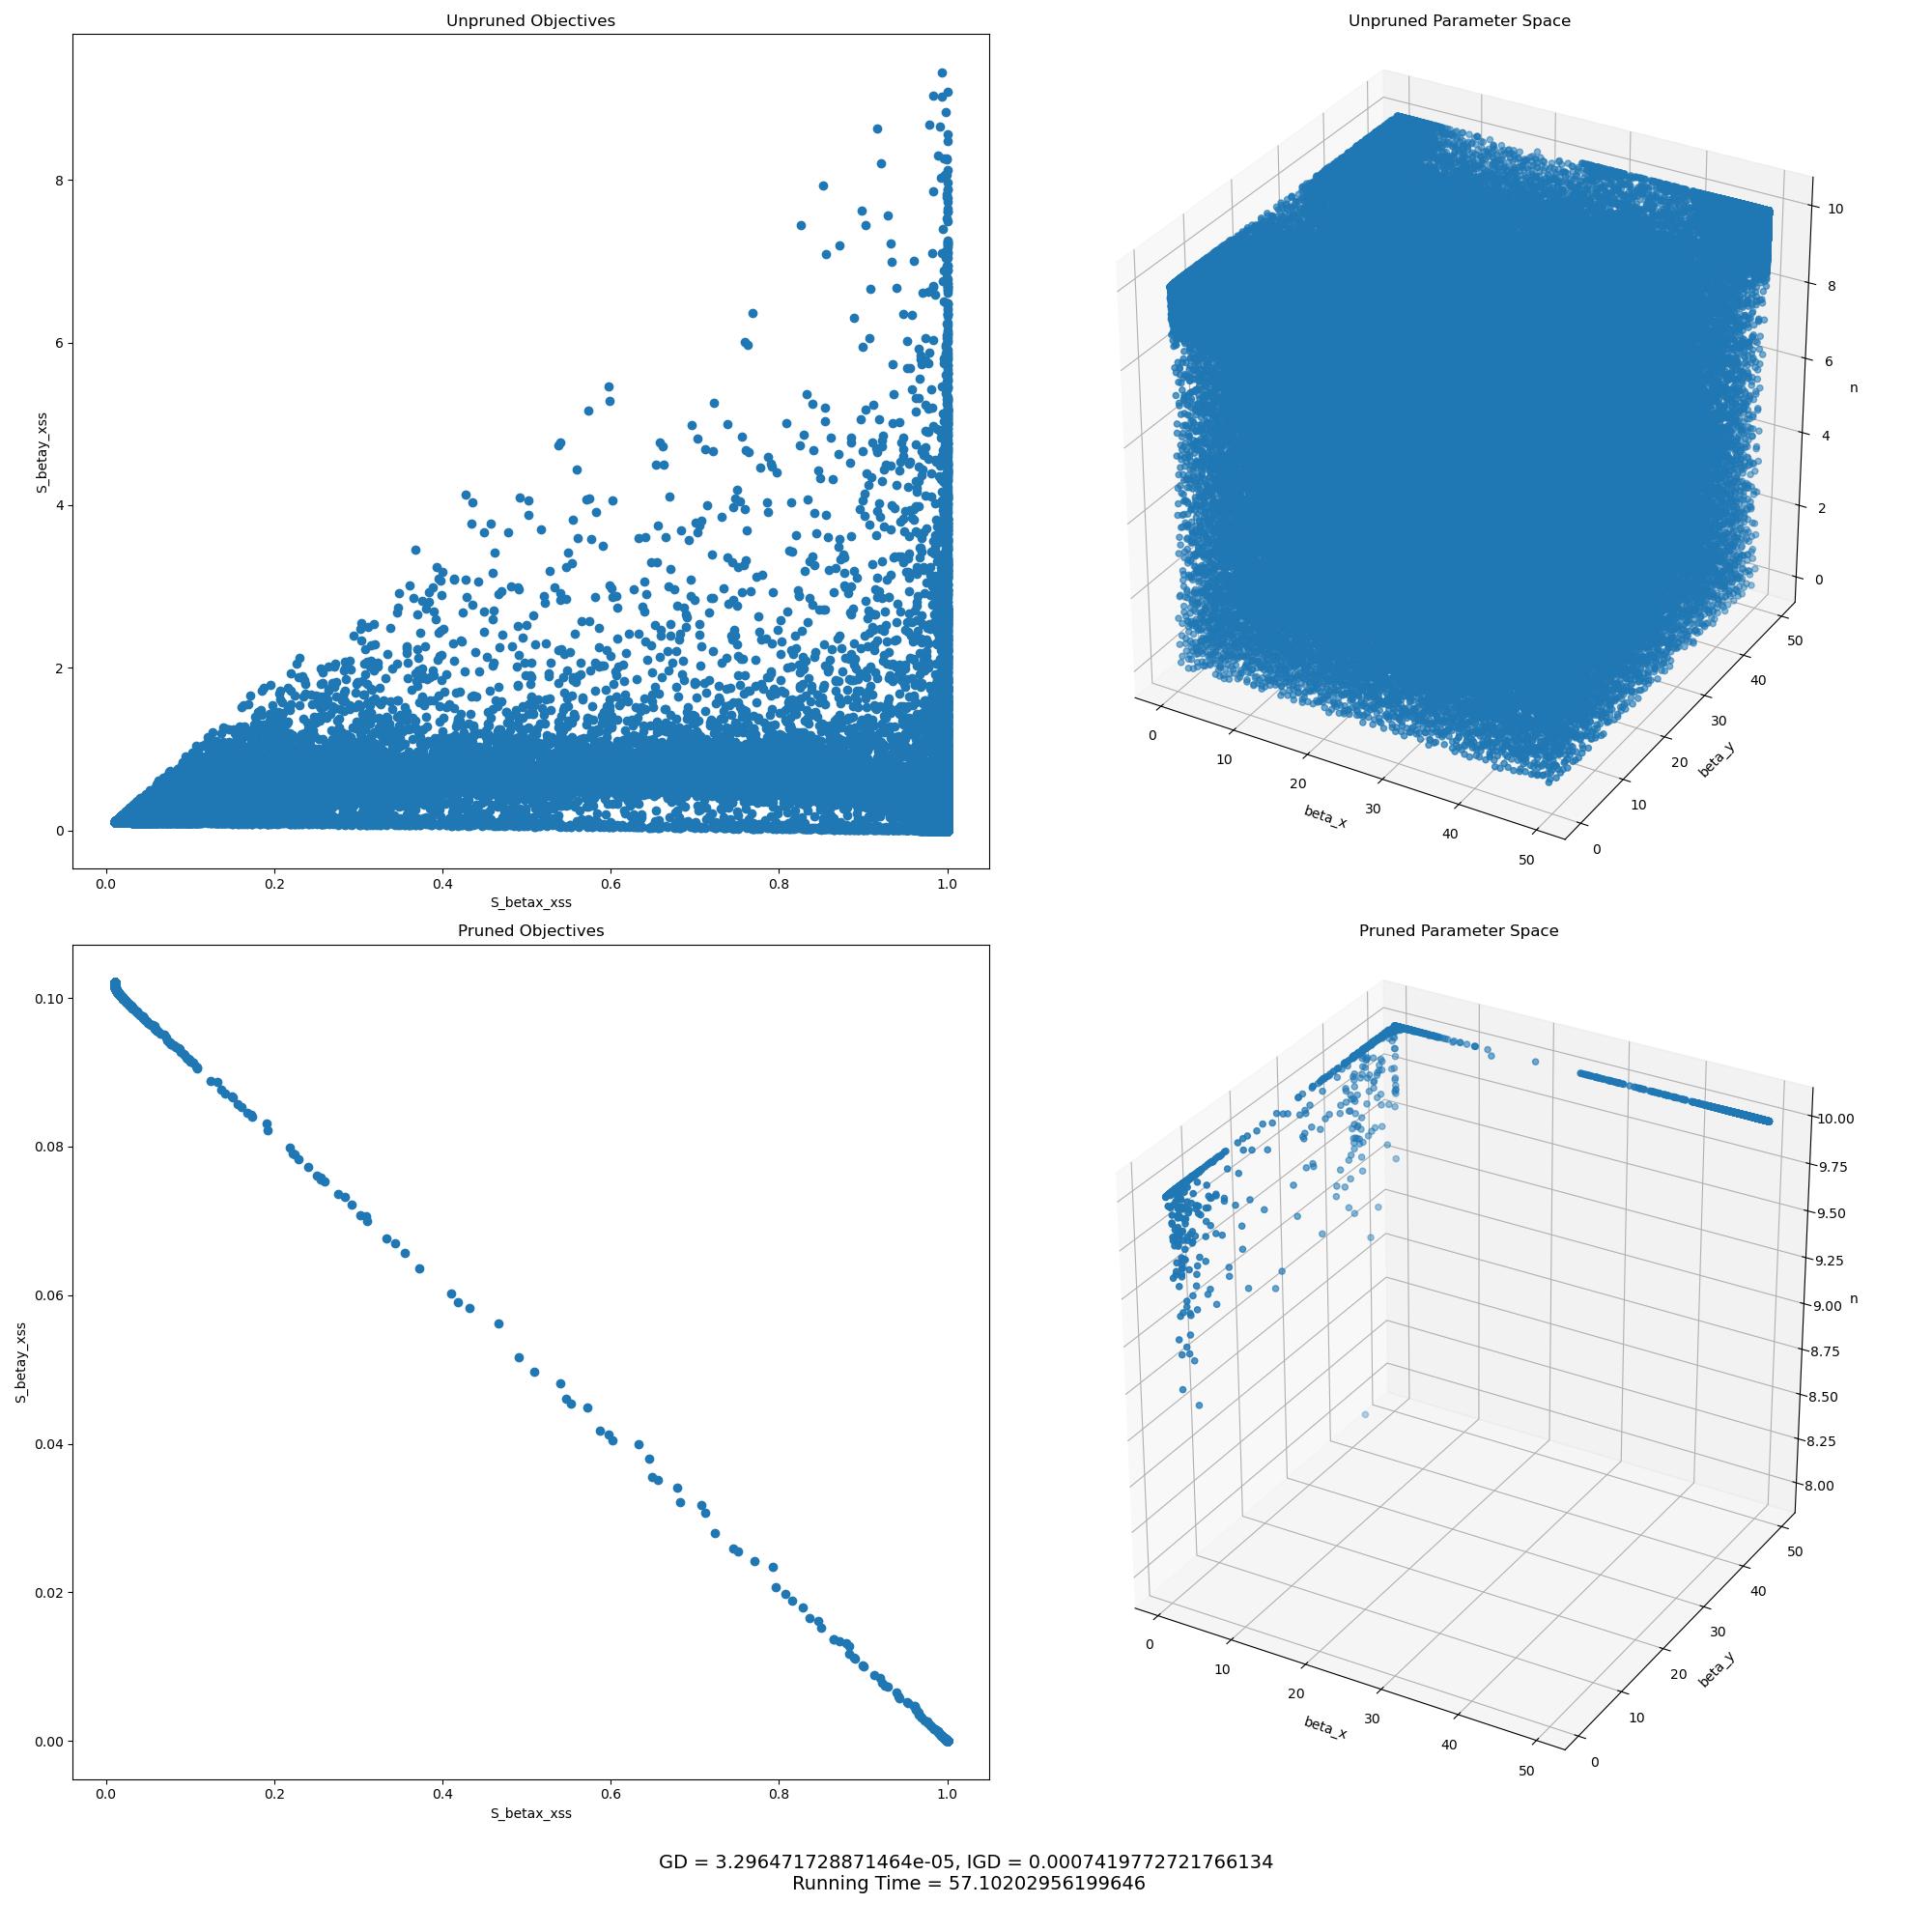 Unpruned Objectives
S_betay_xss
8
6
4
2
0
0.0 0.2 0.4 0.6 0.8 1.0
S_betax_xss
Unpruned Parameter Space
10
8
6
4
2
0
n
0 10 20 30 40 50
beta_x
0 10 20 30 40 50
beta_y
Pruned Objectives
S_betay_xss
0.10
0.08
0.06
0.04
0.02
0.00
0.0 0.2 0.4 0.6 0.8 1.0
S_betax_xss
Pruned Parameter Space
10.00
9.75
9.50
9.25
9.00
8.75
8.50
8.25
8.00
n
0 10 20 30 40 50
beta_x
0 10 20 30 40 50
beta_y
GD = 3.296471728871464e-05, IGD = 0.0007419772721766134
Running Time = 57.10202956199646